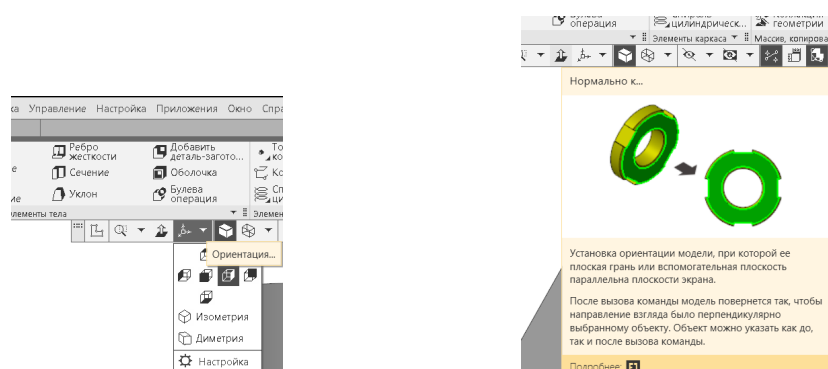 ка Управление Настройка Приложения Окно Спра
Ребро жесткости
Добавить деталь-загото...
Сечение
Оболочка
Уклон
Булева операция
элементы тела
Элемен
Ориентация...
Изометрия
Диметрия
Настройка
операция
цилиндрическ...
геометрии
Элементы каркаса
Массив, копирова
Нормально к...
Установка ориентации модели, при которой ее
плоская грань или вспомогательная плоскость
параллельна плоскости экрана.
После вызова команды модель повернется так, чтобы
направление взгляда было перпендикулярно
выбранному объекту. Объект можно указать как до,
так и после вызова команды.
Подробнее: F1